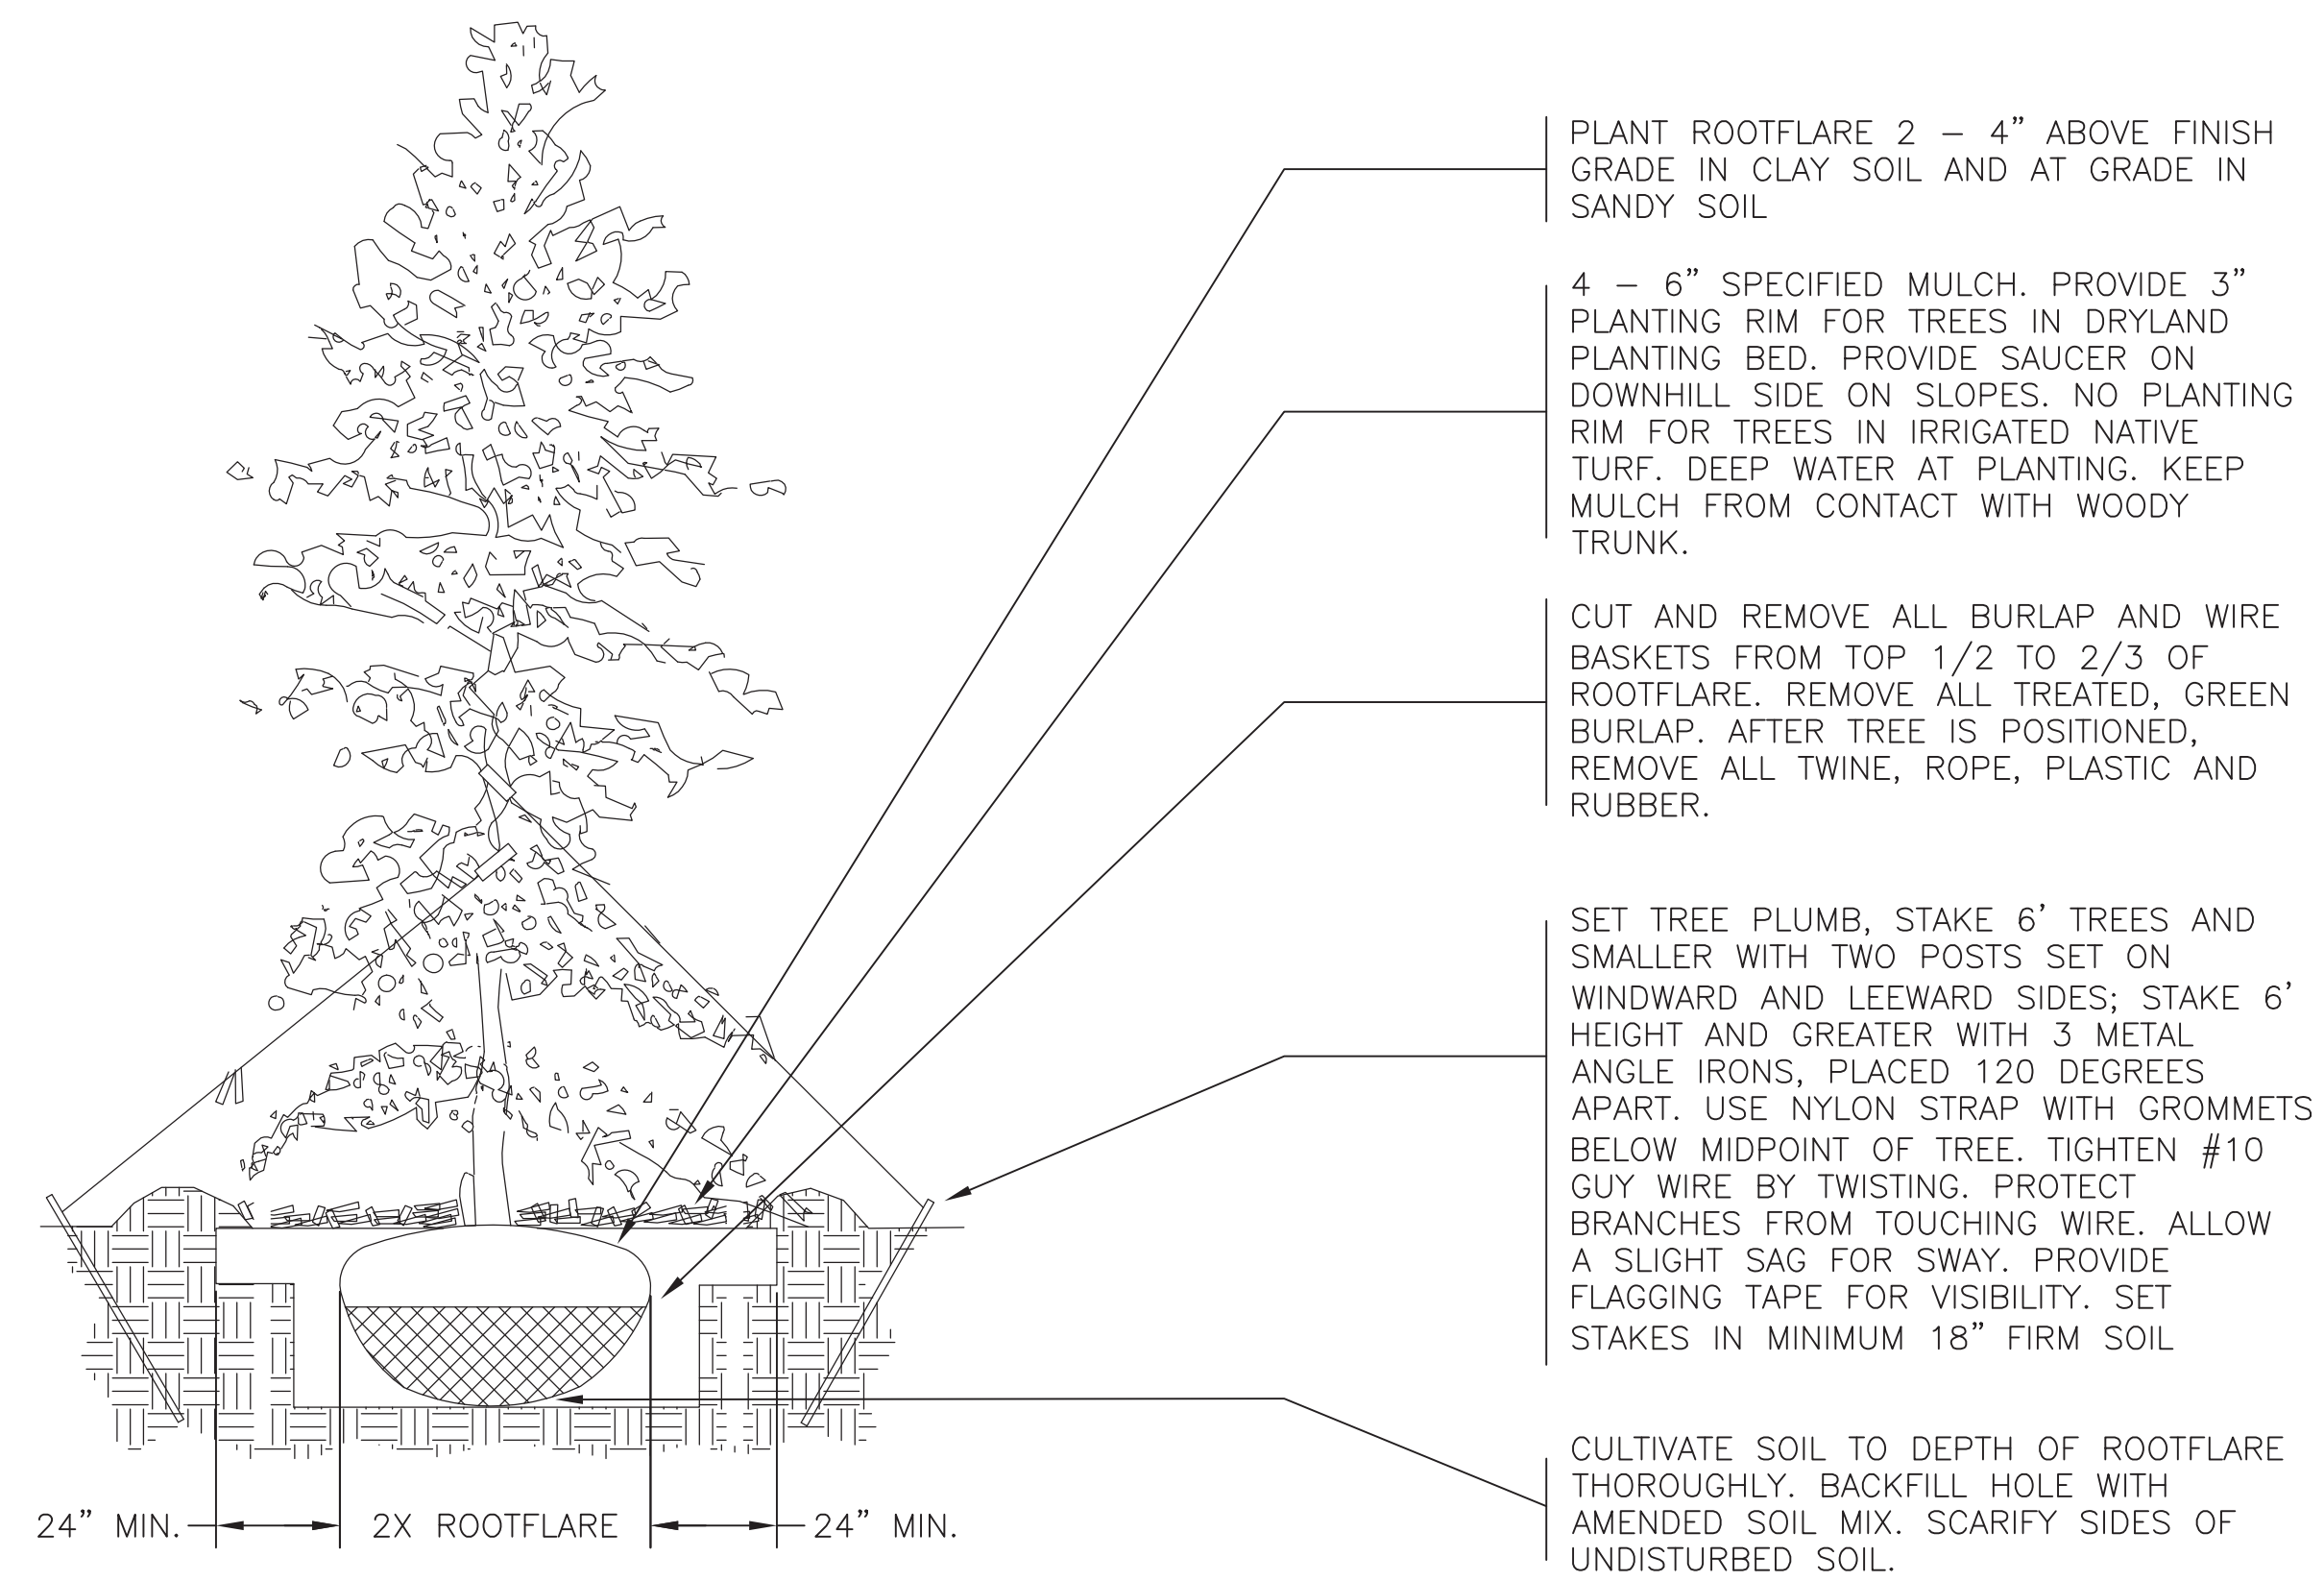 PLANT ROOTFLARE 2 – 4” ABOVE FINISH
GRADE IN CLAY SOIL AND AT GRADE IN
SANDY SOIL
4 – 6” SPECIFIED MULCH. PROVIDE 3”
PLANTING RIM FOR TREES IN DRYLAND
PLANTING BED. PROVIDE SAUCER ON
DOWNHILL SIDE ON SLOPES. NO PLANTING
RIM FOR TREES IN IRRIGATED NATIVE
TURF. DEEP WATER AT PLANTING. KEEP
MULCH FROM CONTACT WITH WOODY
TRUNK.
CUT AND REMOVE ALL BURLAP AND WIRE
BASKETS FROM TOP 1/2 TO 2/3 OF
ROOTFLARE. REMOVE ALL TREATED, GREEN
BURLAP. AFTER TREE IS POSITIONED,
REMOVE ALL TWINE, ROPE, PLASTIC AND
RUBBER.
SET TREE PLUMB, STAKE 6’ TREES AND
SMALLER WITH TWO POSTS SET ON
WINDWARD AND LEEWARD SIDES; STAKE 6’
HEIGHT AND GREATER WITH 3 METAL
ANGLE IRONS, PLACED 120 DEGREES
APART. USE NYLON STRAP WITH GROMMETS
BELOW MIDPOINT OF TREE. TIGHTEN #10
GUY WIRE BY TWISTING. PROTECT
BRANCHES FROM TOUCHING WIRE. ALLOW
A SLIGHT SAG FOR SWAY. PROVIDE
FLAGGING TAPE FOR VISIBILITY. SET
STAKES IN MINIMUM 18” FIRM SOIL
CULTIVATE SOIL TO DEPTH OF ROOTFLARE
THOROUGHLY. BACKFILL HOLE WITH
AMENDED SOIL MIX. SCARIFY SIDES OF
UNDISTURBED SOIL.
24” MIN.
2X ROOTFLARE
24” MIN.